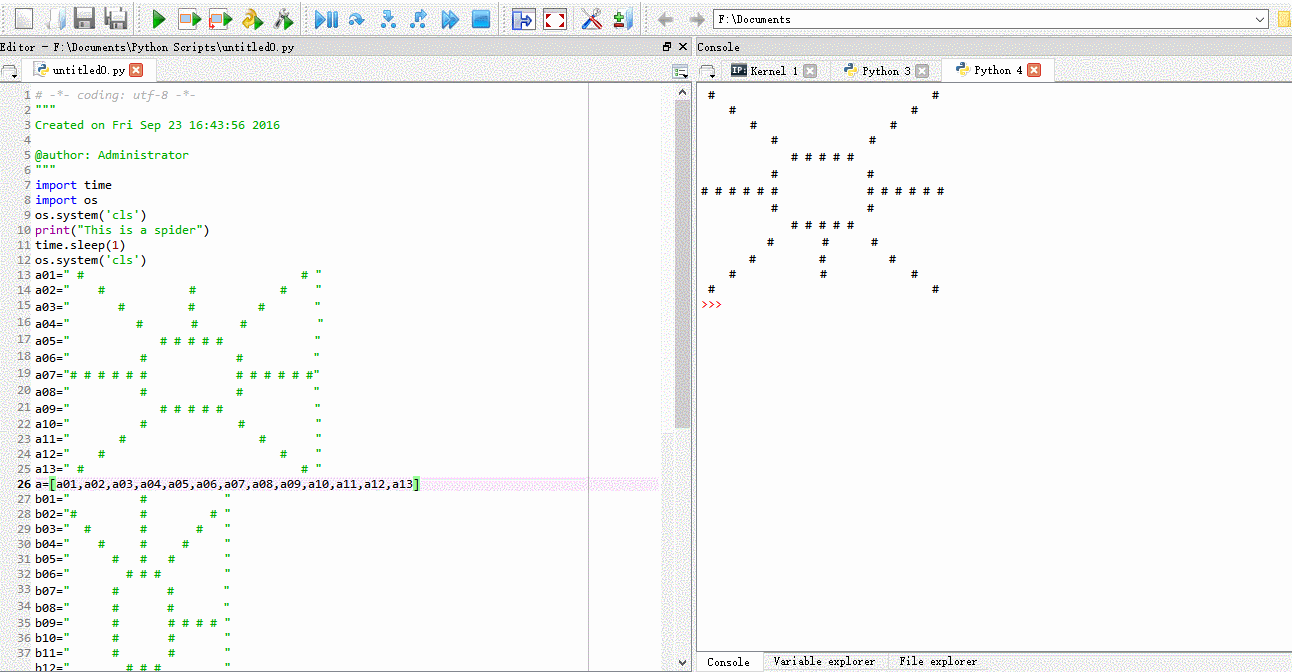 F:\Documents
Editor - F:\Documents\Python Scripts\untitled0.py
untitled0.py
1 # -*- coding: utf-8 -*-
2 """
3 Created on Fri Sep 23 16:43:56 2016
4
5 @author: Administrator
6 """
7 import time
8 import os
9 os.system('cls')
10 print("This is a spider")
11 time.sleep(1)
12 os.system('cls')
13 a01=" #                               # "
14 a02="    #            #            #    "
15 a03="       #         #         #       "
16 a04="          #       #      #          "
17 a05="             # # # # #             "
18 a06="          #             #          "
19 a07="# # # # # #             # # # # # #"
20 a08="          #             #          "
21 a09="             # # # # #             "
22 a10="          #             #          "
23 a11="       #                   #       "
24 a12="    #                         #    "
25 a13=" #                               # "
26 a=[a01,a02,a03,a04,a05,a06,a07,a08,a09,a10,a11,a12,a13]
27 b01="          #           "
28 b02="#         #         # "
29 b03="  #       #       #   "
30 b04="    #     #     #     "
31 b05="      #   #   #       "
32 b06="        # # #         "
33 b07="      #       #       "
34 b08="      #       #       "
35 b09="      #       # # # # "
36 b10="      #       #       "
37 b11="      #       #       "
b12="        # # #         "
Console
Kernel 1
Python 3
Python 4
 #                               #
    #                         #
       #                   #
          #             #
             # # # # #
          #             #
# # # # # #             # # # # # #
          #             #
             # # # # #
          #       #      #
       #         #         #
    #            #            #
 #                               #
>>>
Console
Variable explorer
File explorer